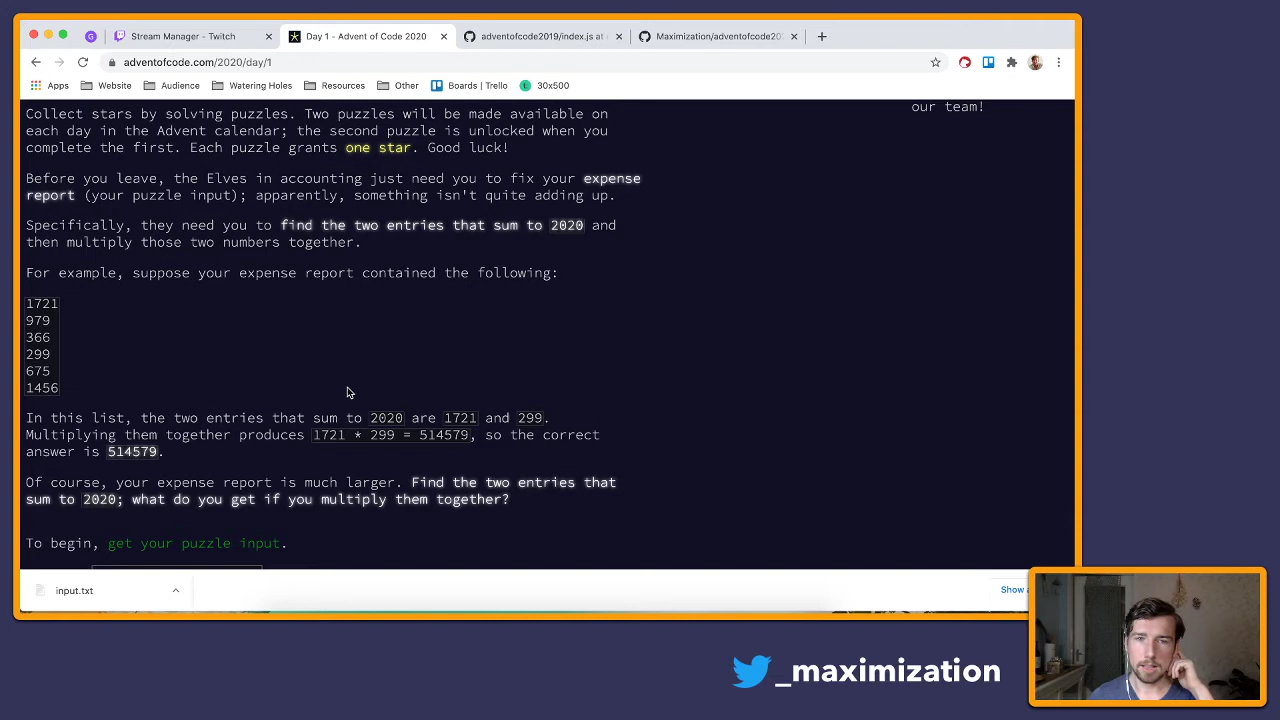 Stream Manager - Twitch
Day 1 - Advent of Code 2020
adventofcode2019/index.js at
Maximization/adventofcode20
adventofcode.com/2020/day/1
Apps
Website
Audience
Watering Holes
Resources
Other
Boards | Trello
30x500
our team!
Collect stars by solving puzzles. Two puzzles will be made available on
each day in the Advent calendar; the second puzzle is unlocked when you
complete the first. Each puzzle grants one star. Good luck!
Before you leave, the Elves in accounting just need you to fix your expense
report (your puzzle input); apparently, something isn't quite adding up.
Specifically, they need you to find the two entries that sum to 2020 and
then multiply those two numbers together.
For example, suppose your expense report contained the following:
1721
979
366
299
675
1456
In this list, the two entries that sum to 2020 are 1721 and 299.
Multiplying them together produces 1721 * 299 = 514579, so the correct
answer is 514579.
Of course, your expense report is much larger. Find the two entries that
sum to 2020; what do you get if you multiply them together?
To begin, get your puzzle input.
input.txt
Show
_maximization